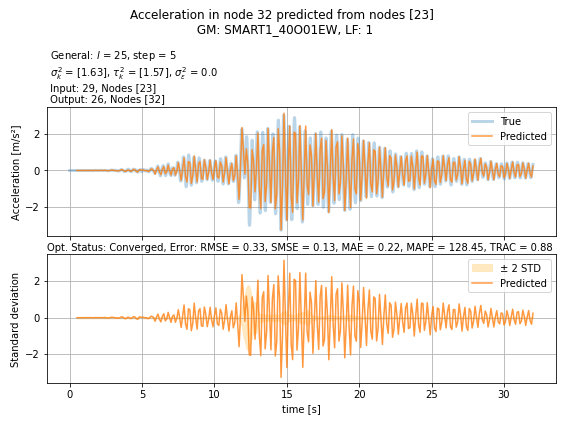 Acceleration in node 32 predicted from nodes [23]
GM: SMART1_40O01EW, LF: 1
General: l = 25, step = 5
σ²ₖ = [1.63], τ²ₖ = [1.57], σ²ε = 0.0
Input: 29, Nodes [23]
Output: 26, Nodes [32]
True
Predicted
2
0
−2
Acceleration [m/s²]
Opt. Status: Converged, Error: RMSE = 0.33, SMSE = 0.13, MAE = 0.22, MAPE = 128.45, TRAC = 0.88
± 2 STD
Predicted
2
0
−2
Standard deviation
0 5 10 15 20 25 30
time [s]